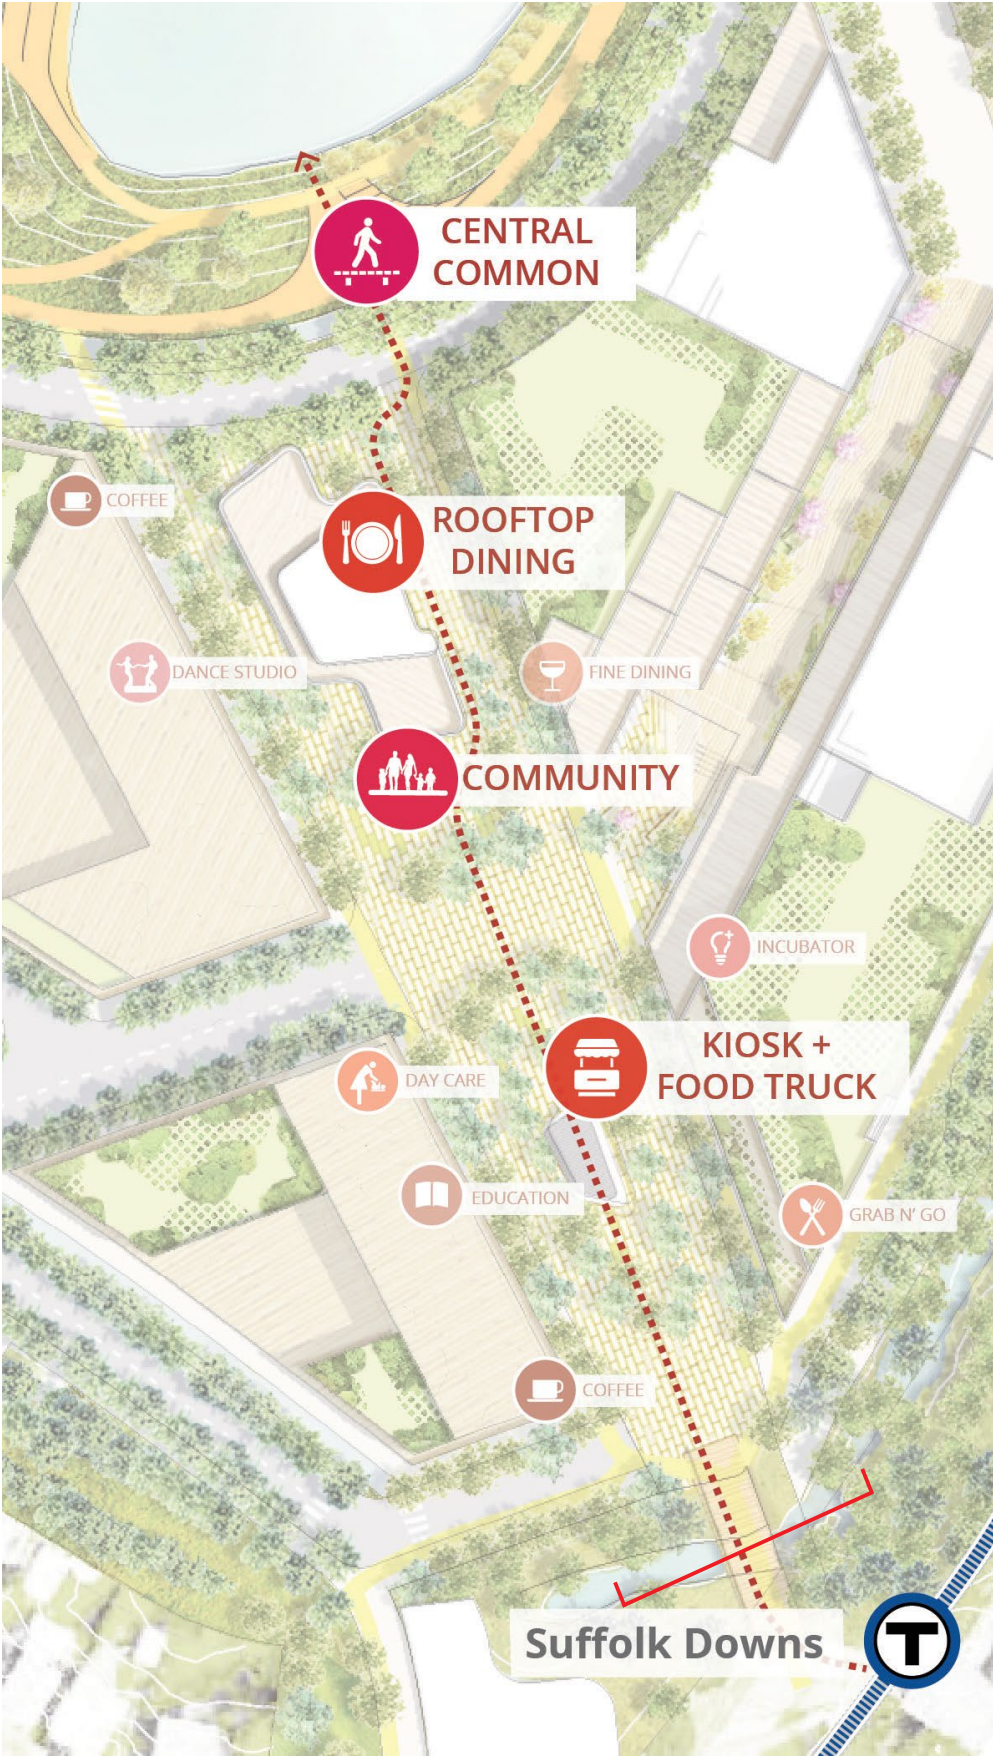 CENTRAL
COMMON
COFFEE
ROOFTOP
DINING
DANCE STUDIO
FINE DINING
COMMUNITY
INCUBATOR
KIOSK +
FOOD TRUCK
DAY CARE
EDUCATION
GRAB N' GO
COFFEE
Suffolk Downs
T